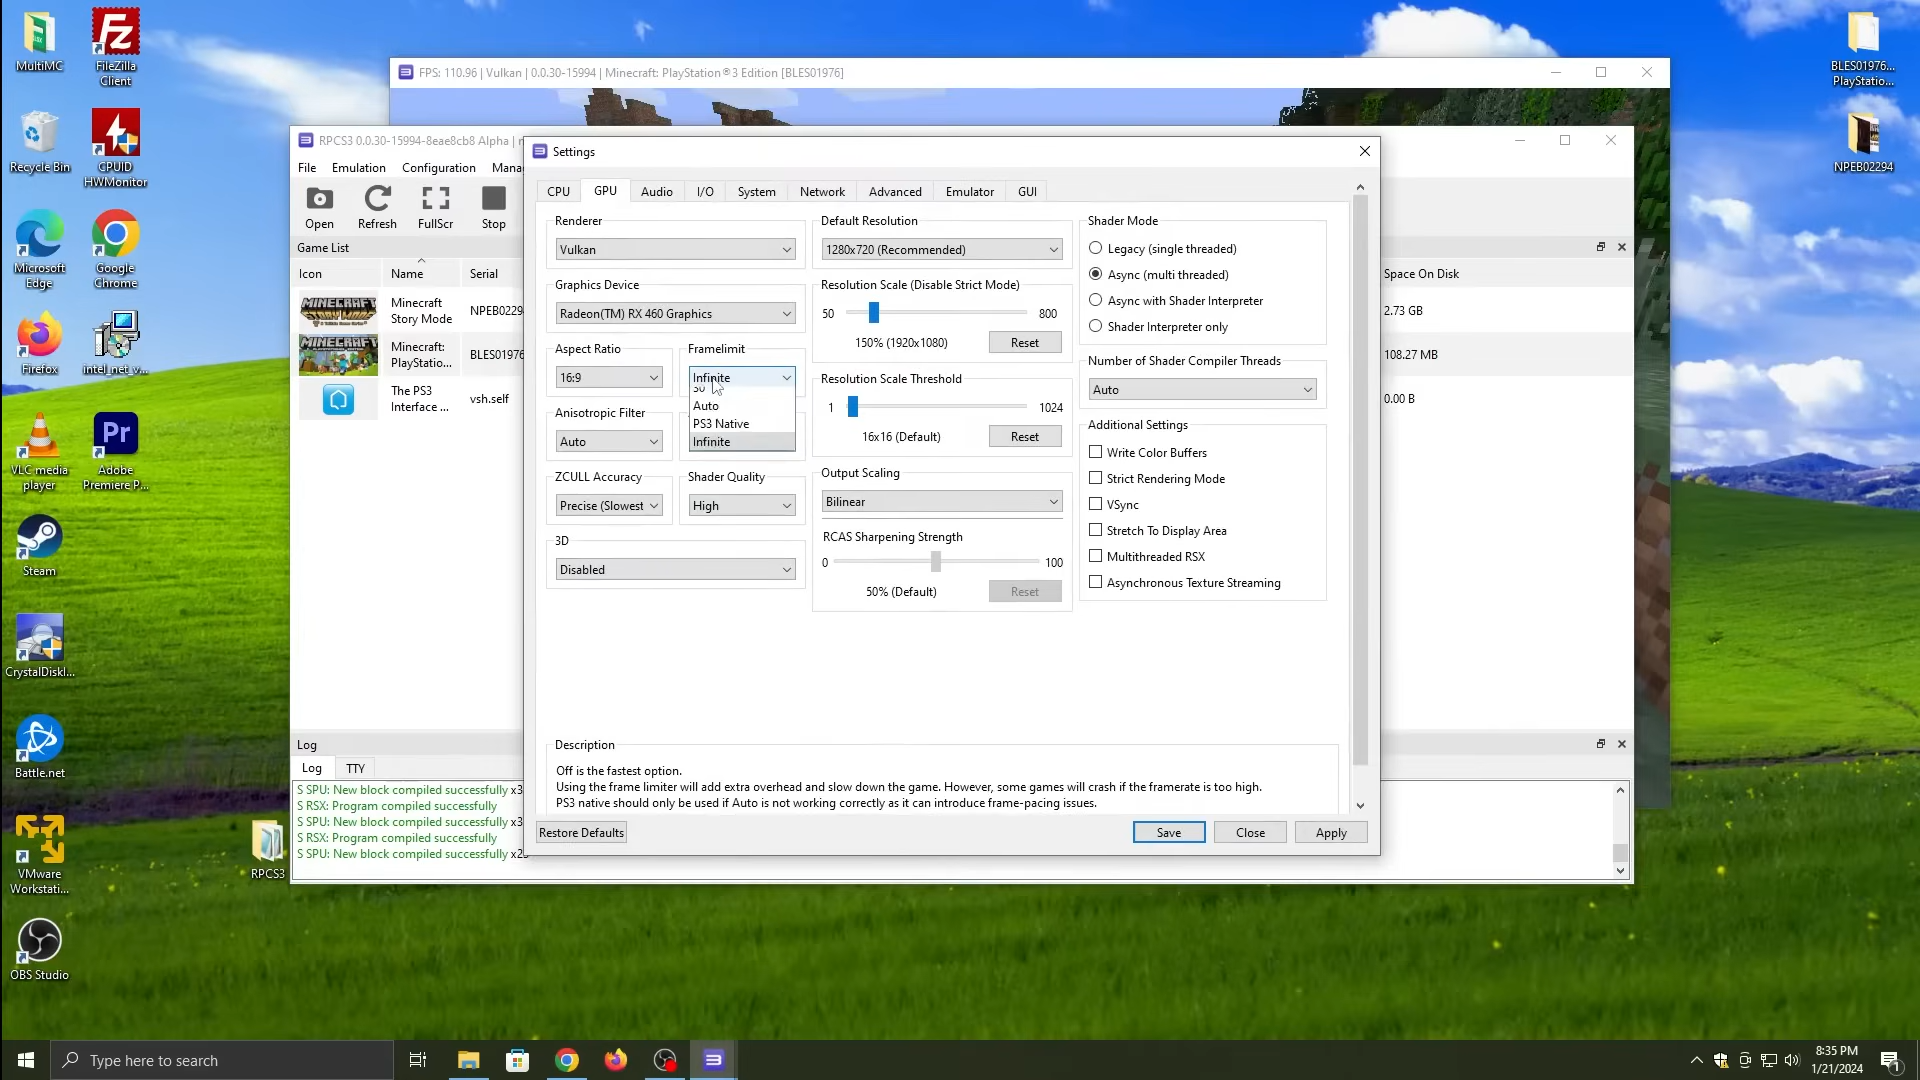 MultiMC
FileZilla
Client
Recycle Bin
CPUID
HWMonitor
Microsoft
Edge
Google
Chrome
Firefox
intel_net_v...
VLC media
player
Adobe
Premiere P...
Steam
CrystalDiskI...
Battle.net
VMware
Workstati...
OBS Studio
RPCS3
BLES01976...
PlayStatio...
NPEB02294
FPS: 110.96 | Vulkan | 0.0.30-15994 | Minecraft: PlayStation®3 Edition [BLES01976]
RPCS3 0.0.30-15994-8eae8cb8 Alpha |
File Emulation Configuration Mana
Open Refresh FullScr Stop
Game List
Icon Name Serial Space On Disk
Minecraft
Story Mode
NPEB0229
2.73 GB
Minecraft:
PlayStatio...
BLES01976
108.27 MB
The PS3
Interface ...
vsh.self
0.00 B
Log
Log TTY
S SPU: New block compiled successfully x3
S RSX: Program compiled successfully
S SPU: New block compiled successfully x3
S RSX: Program compiled successfully
S SPU: New block compiled successfully x2
Settings
CPU GPU Audio I/O System Network Advanced Emulator GUI
Renderer
Vulkan
Graphics Device
Radeon(TM) RX 460 Graphics
Aspect Ratio
16:9
Framelimit
Infinite
30
Auto
PS3 Native
Infinite
Anisotropic Filter
Auto
ZCULL Accuracy
Precise (Slowest
Shader Quality
High
3D
Disabled
Default Resolution
1280x720 (Recommended)
Resolution Scale (Disable Strict Mode)
50 800
150% (1920x1080) Reset
Resolution Scale Threshold
1 1024
16x16 (Default) Reset
Output Scaling
Bilinear
RCAS Sharpening Strength
0 100
50% (Default) Reset
Shader Mode
Legacy (single threaded)
Async (multi threaded)
Async with Shader Interpreter
Shader Interpreter only
Number of Shader Compiler Threads
Auto
Additional Settings
Write Color Buffers
Strict Rendering Mode
VSync
Stretch To Display Area
Multithreaded RSX
Asynchronous Texture Streaming
Description
Off is the fastest option.
Using the frame limiter will add extra overhead and slow down the game. However, some games will crash if the framerate is too high.
PS3 native should only be used if Auto is not working correctly as it can introduce frame-pacing issues.
Restore Defaults Save Close Apply
Type here to search
8:35 PM
1/21/2024
1